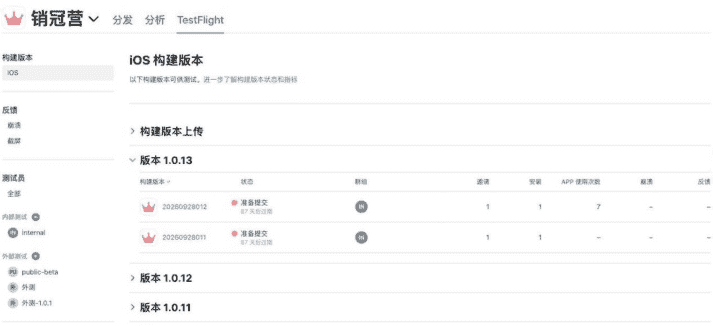 销冠营 分发 分析 TestFlight
构建版本
iOS
反馈
崩溃
截屏
测试员
全部
内部测试
IN Internal
外部测试
PU public-beta
外 外测
外 外测-1.0.1
iOS 构建版本
以下构建版本可供测试。进一步了解构建版本状态和指标
构建版本上传
版本 1.0.13
构建版本 状态 群组 邀请 安装 APP 使用次数 崩溃 反馈
20260928012 准备提交 IN 1 1 7 – –
87 天后过期
20260928011 准备提交 IN 1 1 – – –
87 天后过期
版本 1.0.12
版本 1.0.11